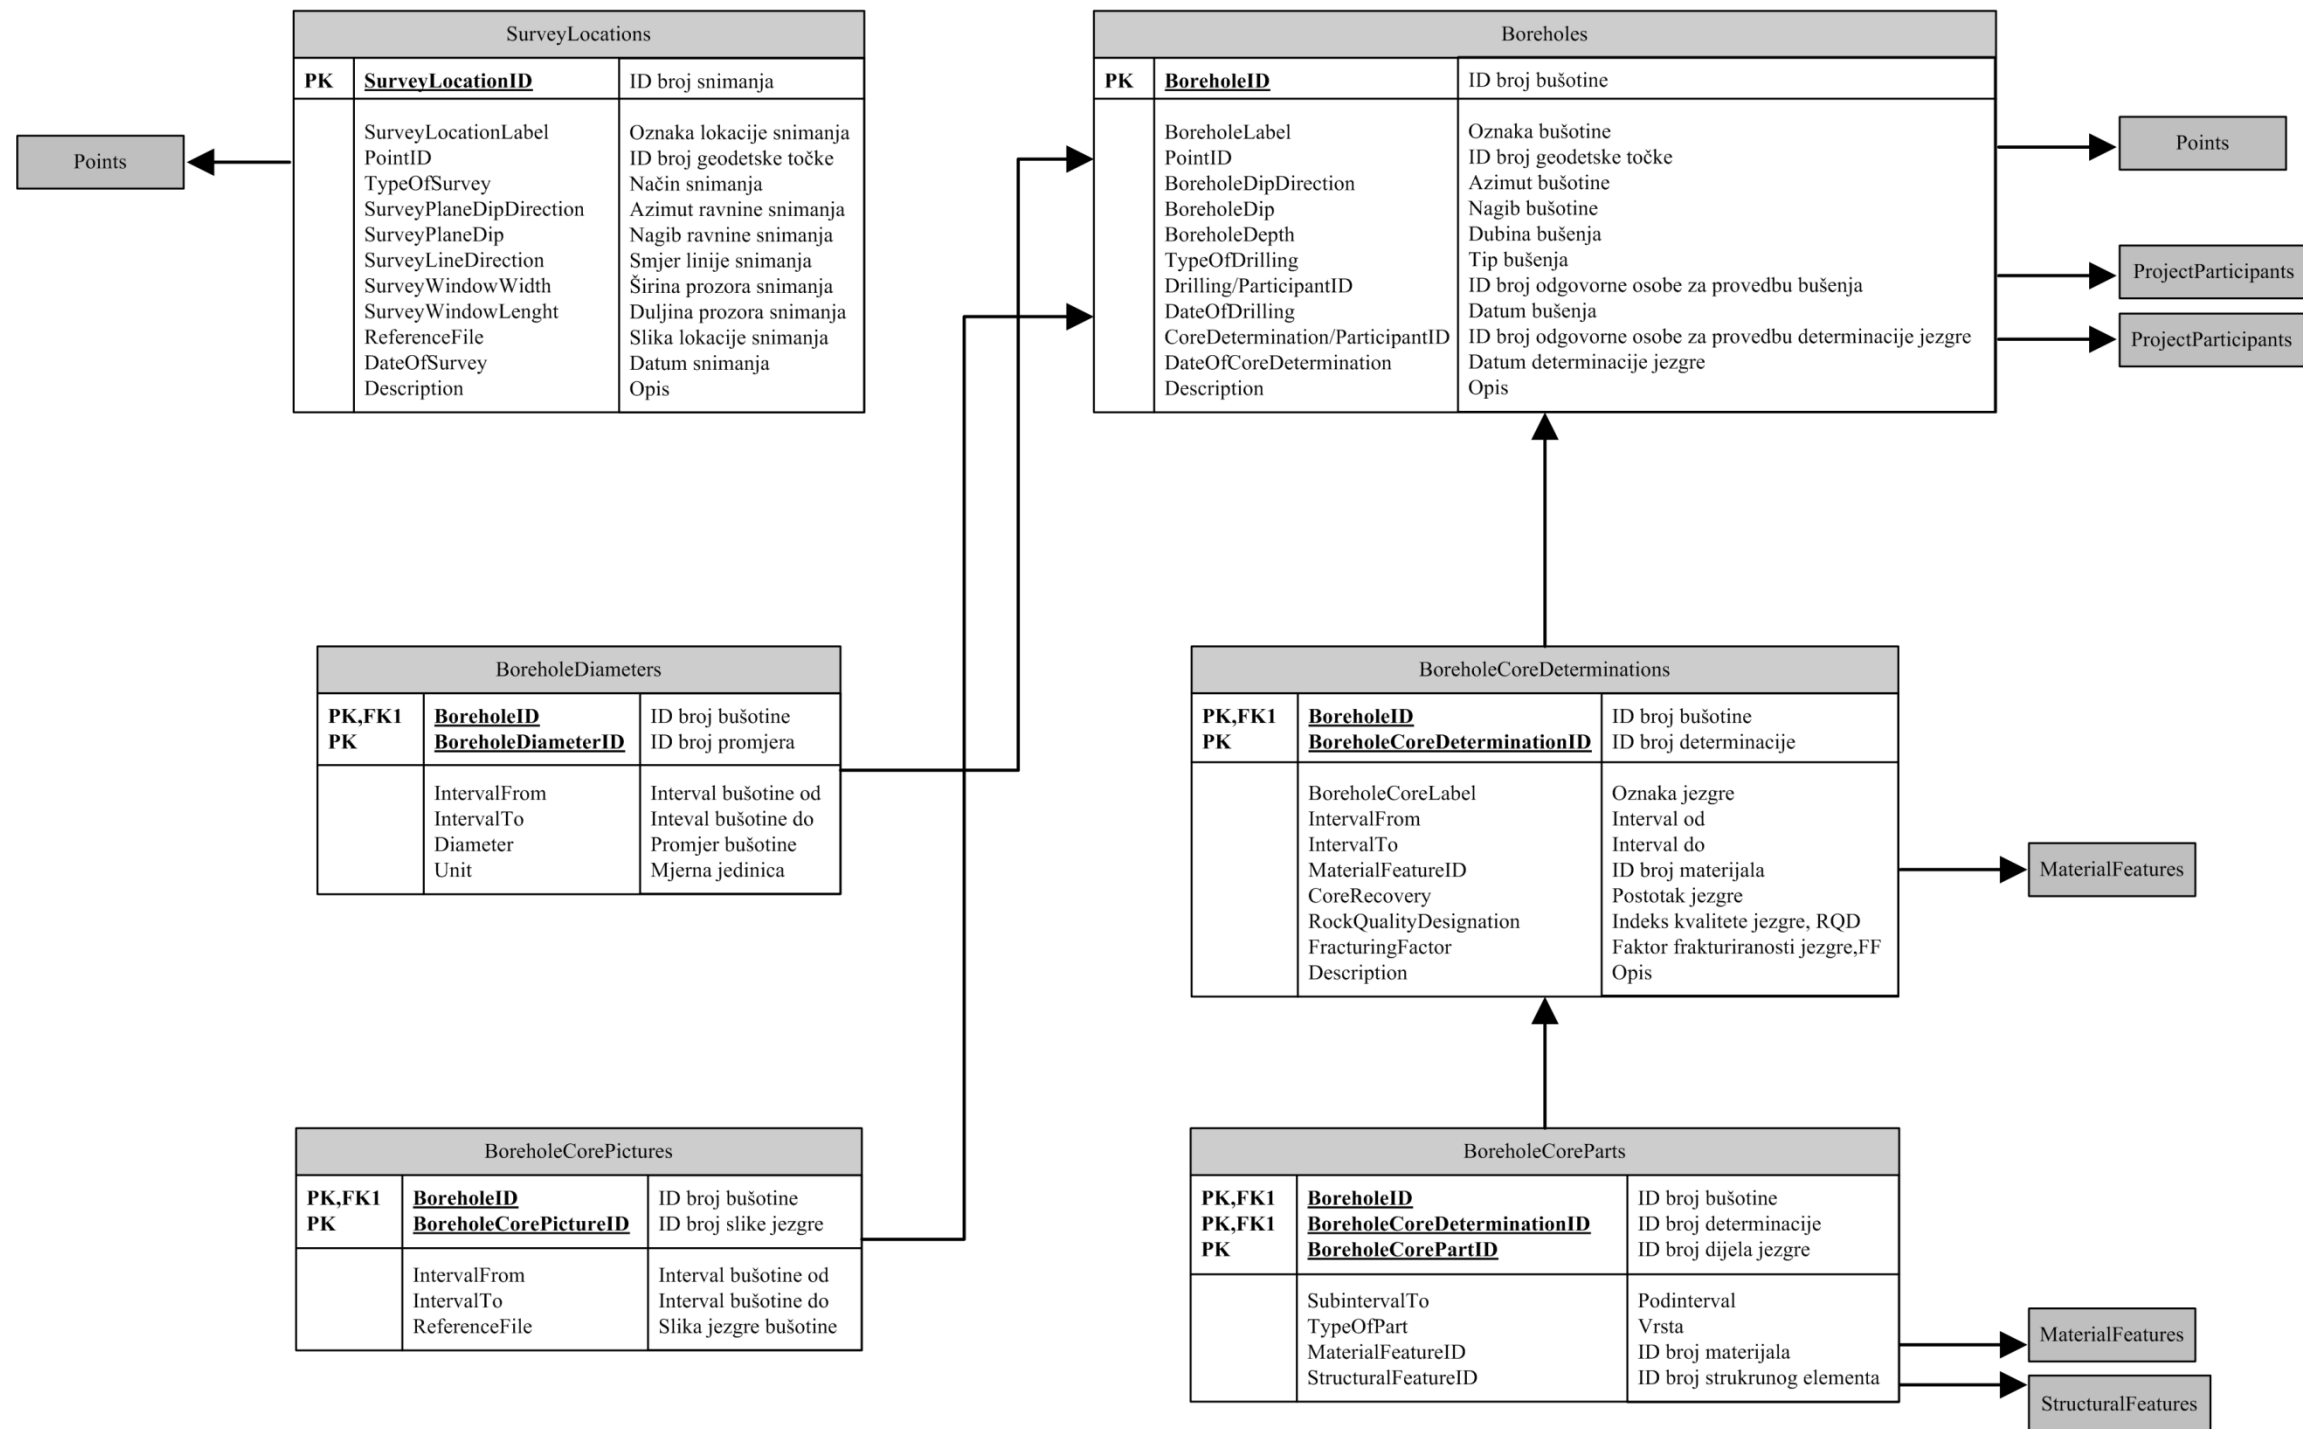 SurveyLocations
PK SurveyLocationID ID broj snimanja
SurveyLocationLabel Oznaka lokacije snimanja
PointID ID broj geodetske točke
TypeOfSurvey Način snimanja
SurveyPlaneDipDirection Azimut ravnine snimanja
SurveyPlaneDip Nagib ravnine snimanja
SurveyLineDirection Smjer linije snimanja
SurveyWindowWidth Širina prozora snimanja
SurveyWindowLenght Duljina prozora snimanja
ReferenceFile Slika lokacije snimanja
DateOfSurvey Datum snimanja
Description Opis
Points
Boreholes
PK BoreholeID ID broj bušotine
BoreholeLabel Oznaka bušotine
PointID ID broj geodetske točke
BoreholeDipDirection Azimut bušotine
BoreholeDip Nagib bušotine
BoreholeDepth Dubina bušenja
TypeOfDrilling Tip bušenja
Drilling/ParticipantID ID broj odgovorne osobe za provedbu bušenja
DateOfDrilling Datum bušenja
CoreDetermination/ParticipantID ID broj odgovorne osobe za provedbu determinacije jezgre
DateOfCoreDetermination Datum determinacije jezgre
Description Opis
Points
ProjectParticipants
ProjectParticipants
BoreholeDiameters
PK,FK1 BoreholeID ID broj bušotine
PK BoreholeDiameterID ID broj promjera
IntervalFrom Interval bušotine od
IntervalTo Inteval bušotine do
Diameter Promjer bušotine
Unit Mjerna jedinica
BoreholeCoreDeterminations
PK,FK1 BoreholeID ID broj bušotine
PK BoreholeCoreDeterminationID ID broj determinacije
BoreholeCoreLabel Oznaka jezgre
IntervalFrom Interval od
IntervalTo Interval do
MaterialFeatureID ID broj materijala
CoreRecovery Postotak jezgre
RockQualityDesignation Indeks kvalitete jezgre, RQD
FracturingFactor Faktor frakturiranosti jezgre,FF
Description Opis
MaterialFeatures
BoreholeCorePictures
PK,FK1 BoreholeID ID broj bušotine
PK BoreholeCorePictureID ID broj slike jezgre
IntervalFrom Interval bušotine od
IntervalTo Interval bušotine do
ReferenceFile Slika jezgre bušotine
BoreholeCoreParts
PK,FK1 BoreholeID ID broj bušotine
PK,FK1 BoreholeCoreDeterminationID ID broj determinacije
PK BoreholeCorePartID ID broj dijela jezgre
SubintervalTo Podinterval
TypeOfPart Vrsta
MaterialFeatureID ID broj materijala
StructuralFeatureID ID broj strukrunog elementa
MaterialFeatures
StructuralFeatures